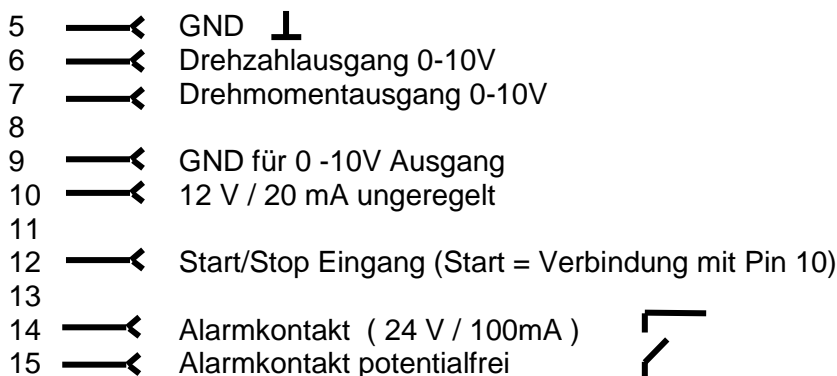 5 GND
6 Drehzahlausgang 0-10V
7 Drehmomentausgang 0-10V
8
9 GND für 0 -10V Ausgang
10 12 V / 20 mA ungeregelt
11
12 Start/Stop Eingang (Start = Verbindung mit Pin 10)
13
14 Alarmkontakt ( 24 V / 100mA )
15 Alarmkontakt potentialfrei